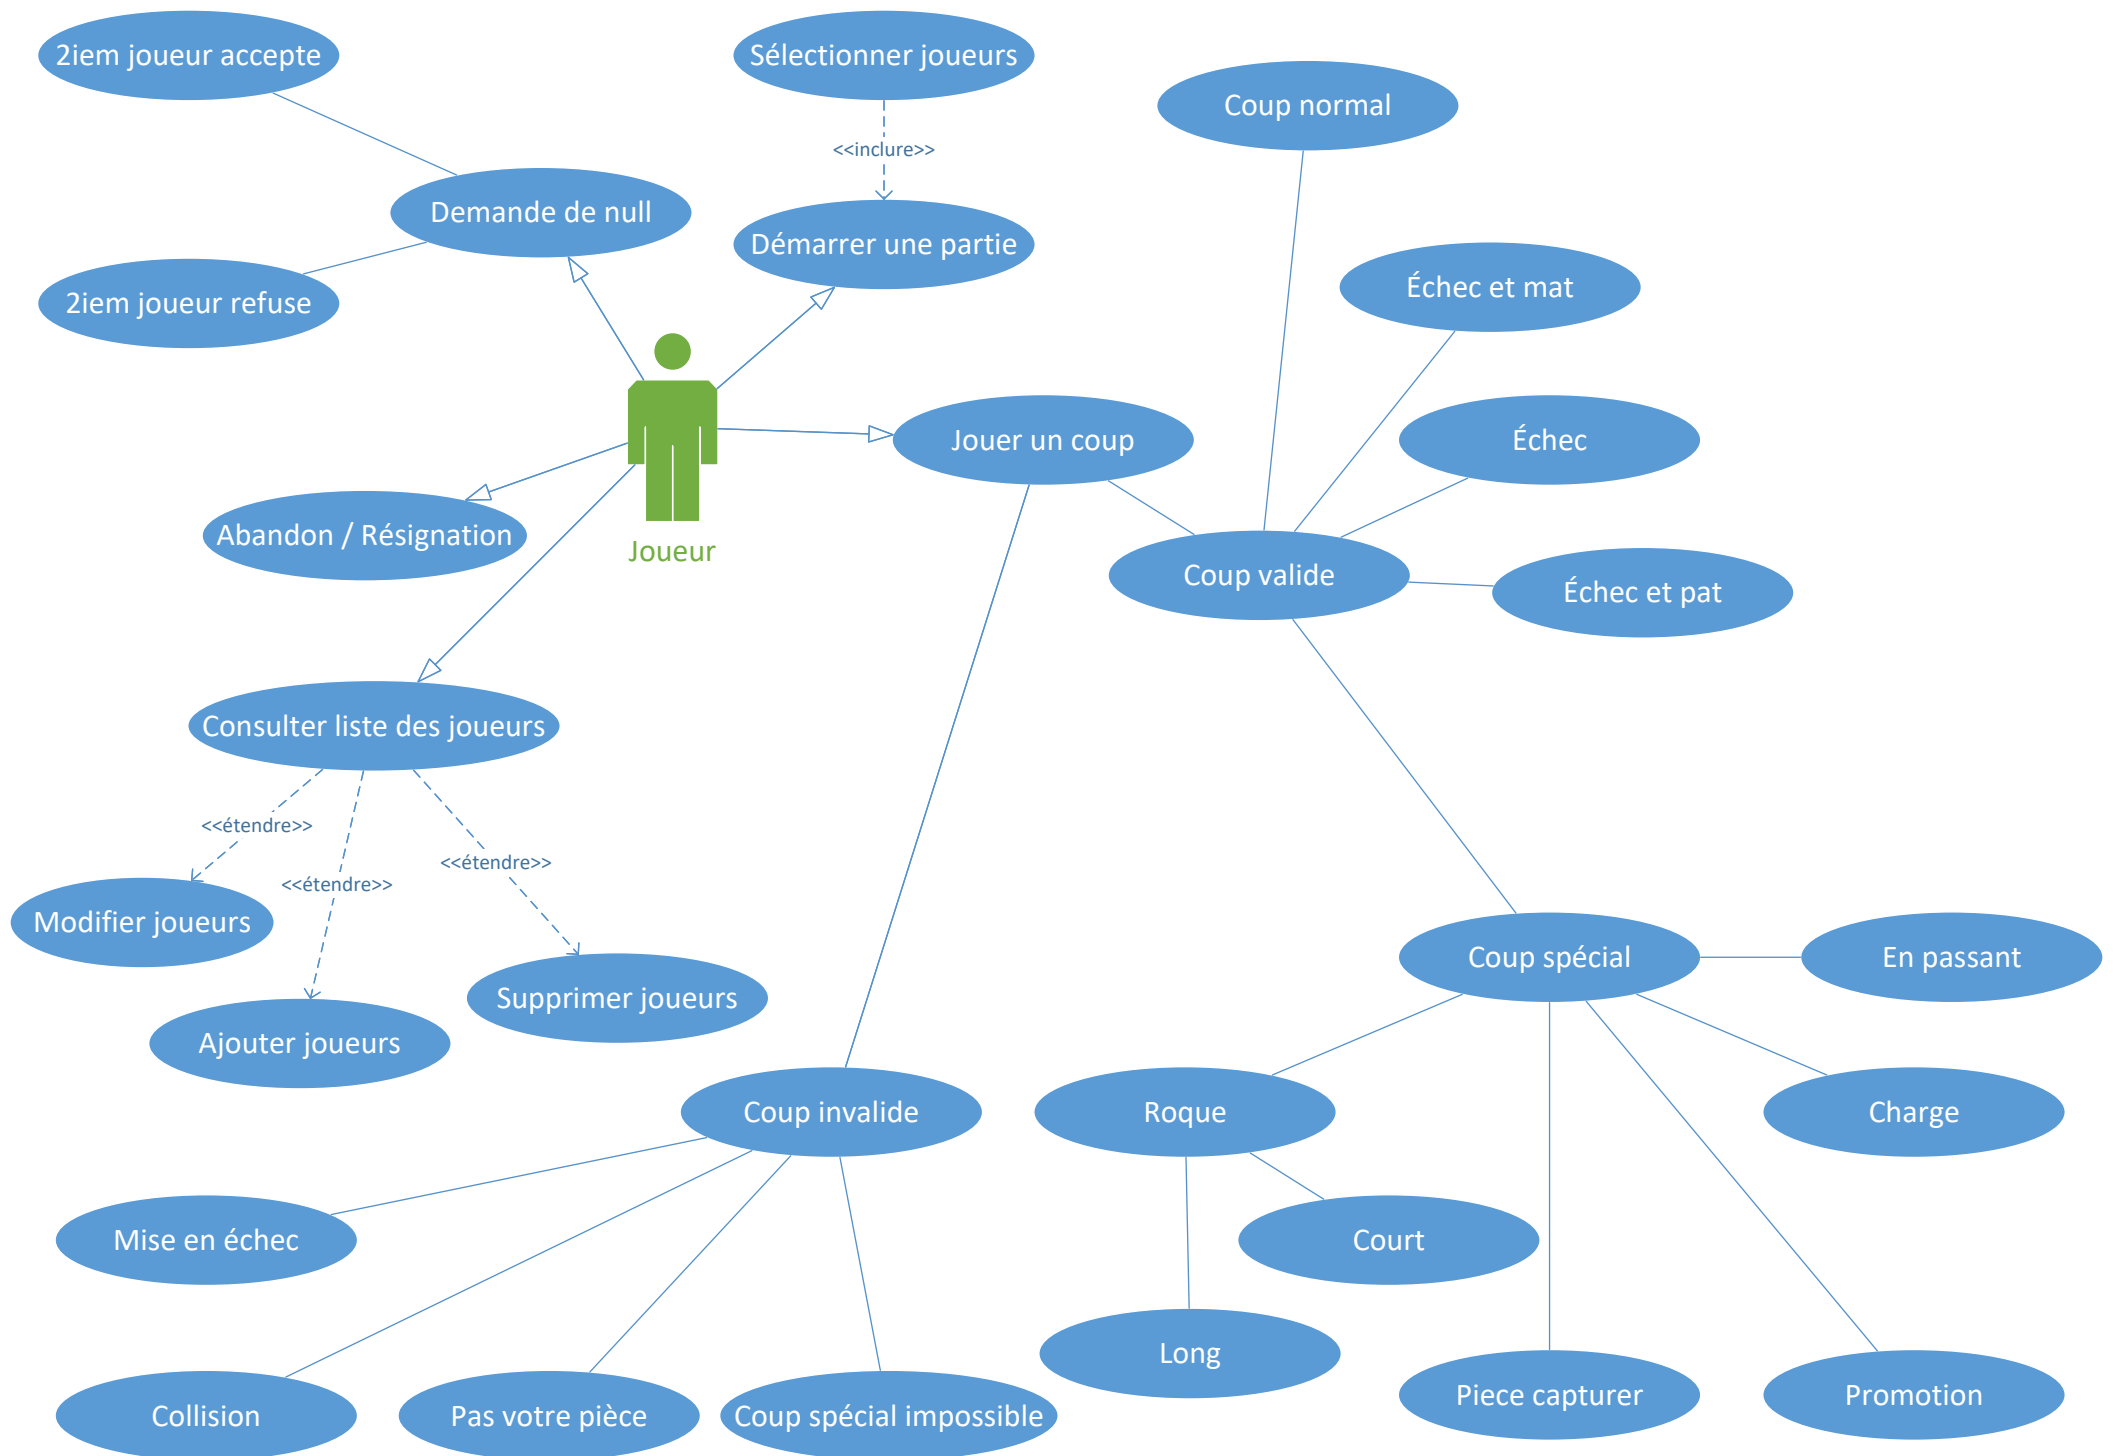 2iem joueur accepte
Sélectionner joueurs
Coup normal
<<inclure>>
Demande de null
Démarrer une partie
2iem joueur refuse
Échec et mat
Jouer un coup
Échec
Abandon / Résignation
Joueur
Coup valide
Échec et pat
Consulter liste des joueurs
<<étendre>>
<<étendre>>
<<étendre>>
Modifier joueurs
Ajouter joueurs
Supprimer joueurs
Coup spécial
En passant
Coup invalide
Roque
Charge
Mise en échec
Court
Long
Collision
Pas votre pièce
Coup spécial impossible
Piece capturer
Promotion